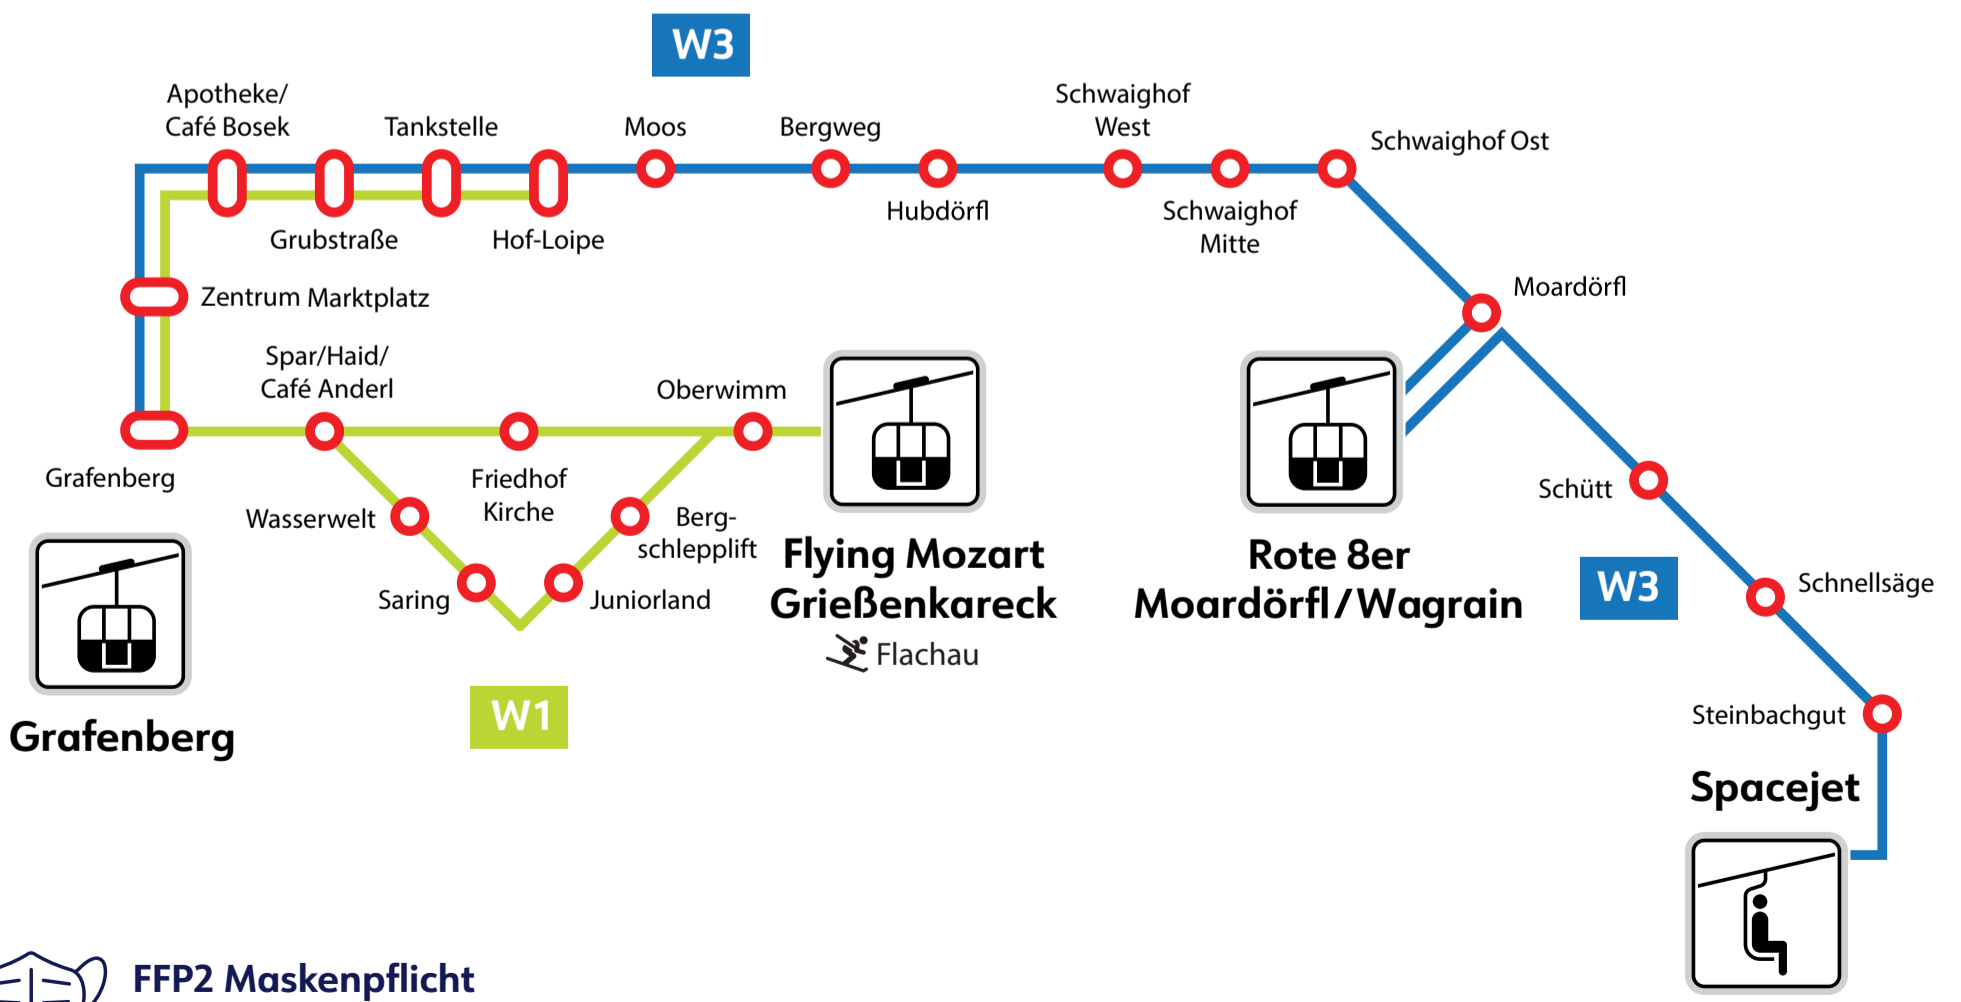 W3
Apotheke/
Café Bosek
Tankstelle
Moos
Bergweg
Schwaighof
West
Schwaighof Ost
Grubstraße
Hof-Loipe
Hubdörfl
Schwaighof
Mitte
Zentrum Marktplatz
Moardörfl
Spar/Haid/
Café Anderl
Oberwimm
Grafenberg
Friedhof
Kirche
Wasserwelt
Berg-
schlepplift
Saring
Juniorland
Schütt
Flying Mozart
Grießenkareck
Flachau
Rote 8er
Moardörfl/Wagrain
W3
Schnellsäge
W1
Grafenberg
Steinbachgut
Spacejet
FFP2 Maskenpflicht